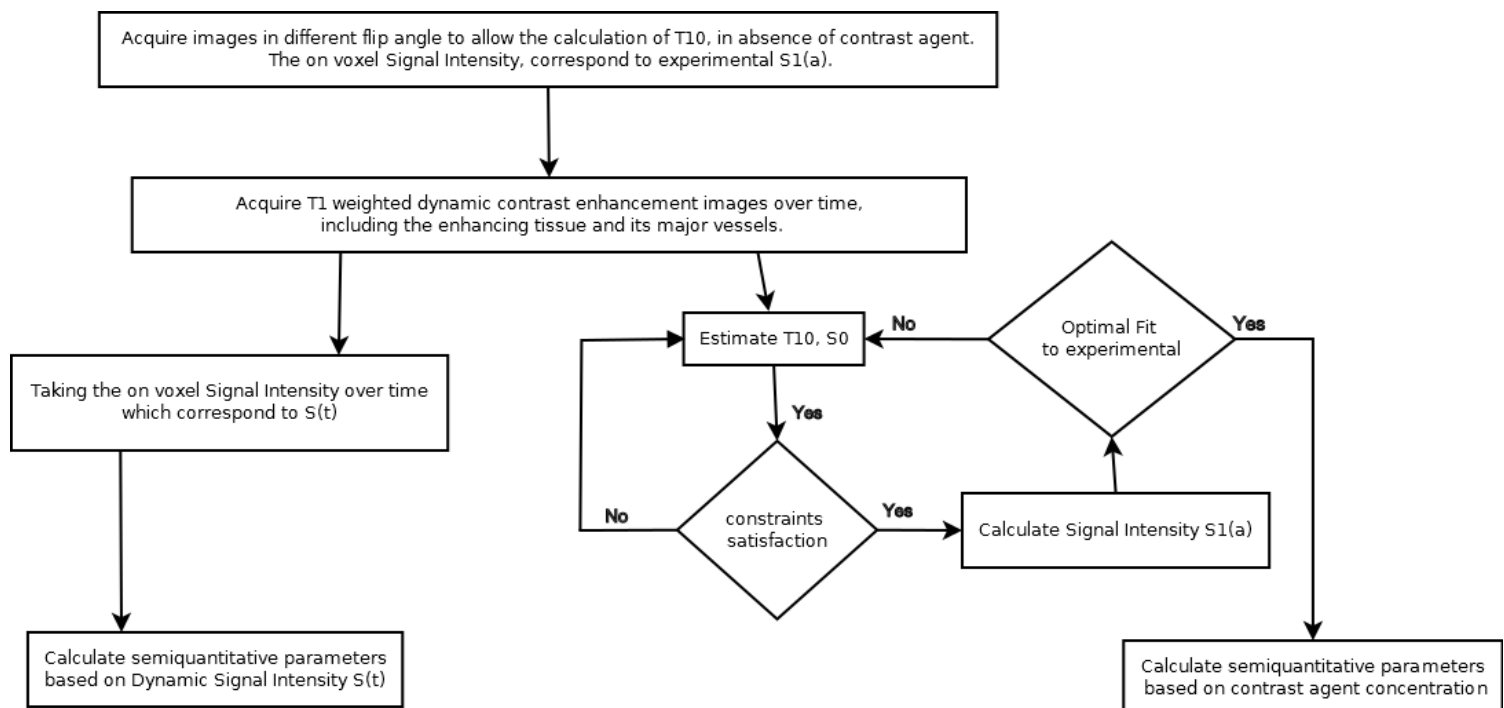 Acquire images in different flip angle to allow the calculation of T10, in absence of contrast agent.
The on voxel Signal Intensity, correspond to experimental S1(a).
Acquire T1 weighted dynamic contrast enhancement images over time,
including the enhancing tissue and its major vessels.
Estimate T10, S0
No
Optimal Fit
to experimental
Yes
Taking the on voxel Signal Intensity over time
which correspond to S(t)
Yes
No
constraints
satisfaction
Yes
Calculate Signal Intensity S1(a)
Calculate semiquantitative parameters
based on Dynamic Signal Intensity S(t)
Calculate semiquantitative parameters
based on contrast agent concentration